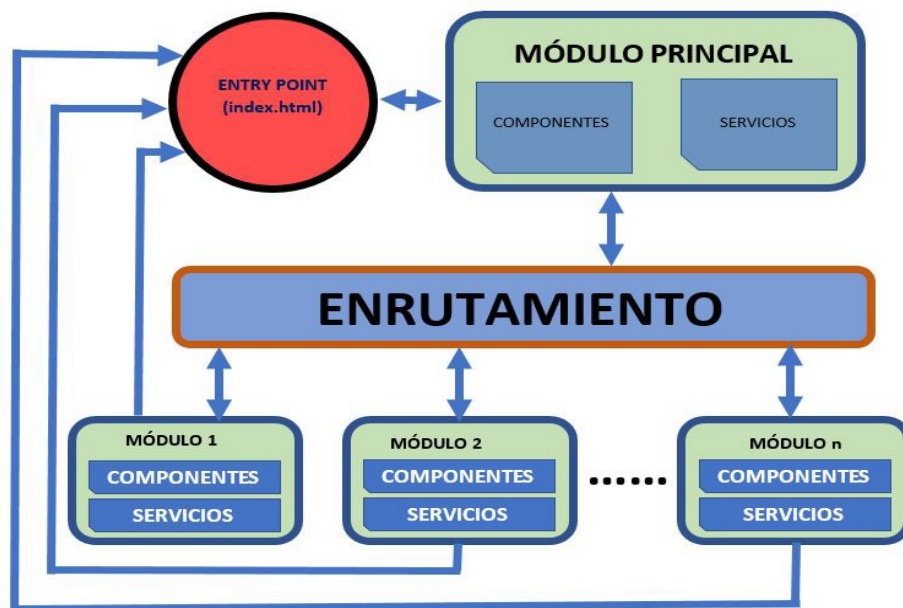 ENTRY POINT
(index.html)
MÓDULO PRINCIPAL
COMPONENTES
SERVICIOS
ENRUTAMIENTO
MÓDULO 1
COMPONENTES
SERVICIOS
MÓDULO 2
COMPONENTES
SERVICIOS
MÓDULO n
COMPONENTES
SERVICIOS